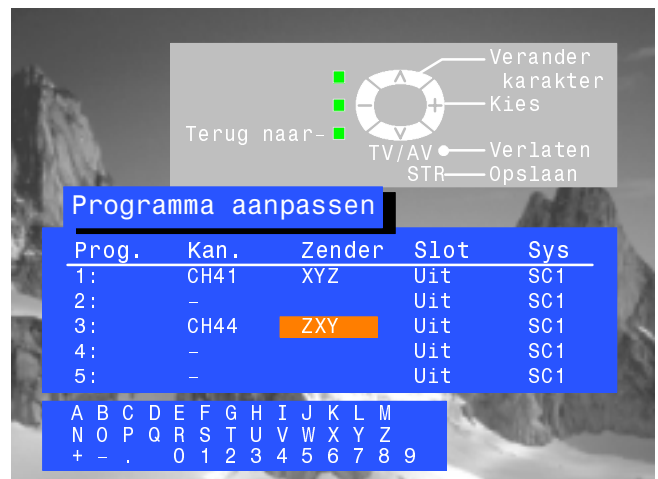 Verander
karakter
Kies
Terug naar–
TV/AV
Verlaten
STR
Opslaan
Programma aanpassen
Prog. Kan. Zender Slot Sys
1: CH41 XYZ Uit SC1
2: – Uit SC1
3: CH44 ZXY Uit SC1
4: – Uit SC1
5: – Uit SC1
A B C D E F G H I J K L M
N O P Q R S T U V W X Y Z
+ – . 0 1 2 3 4 5 6 7 8 9